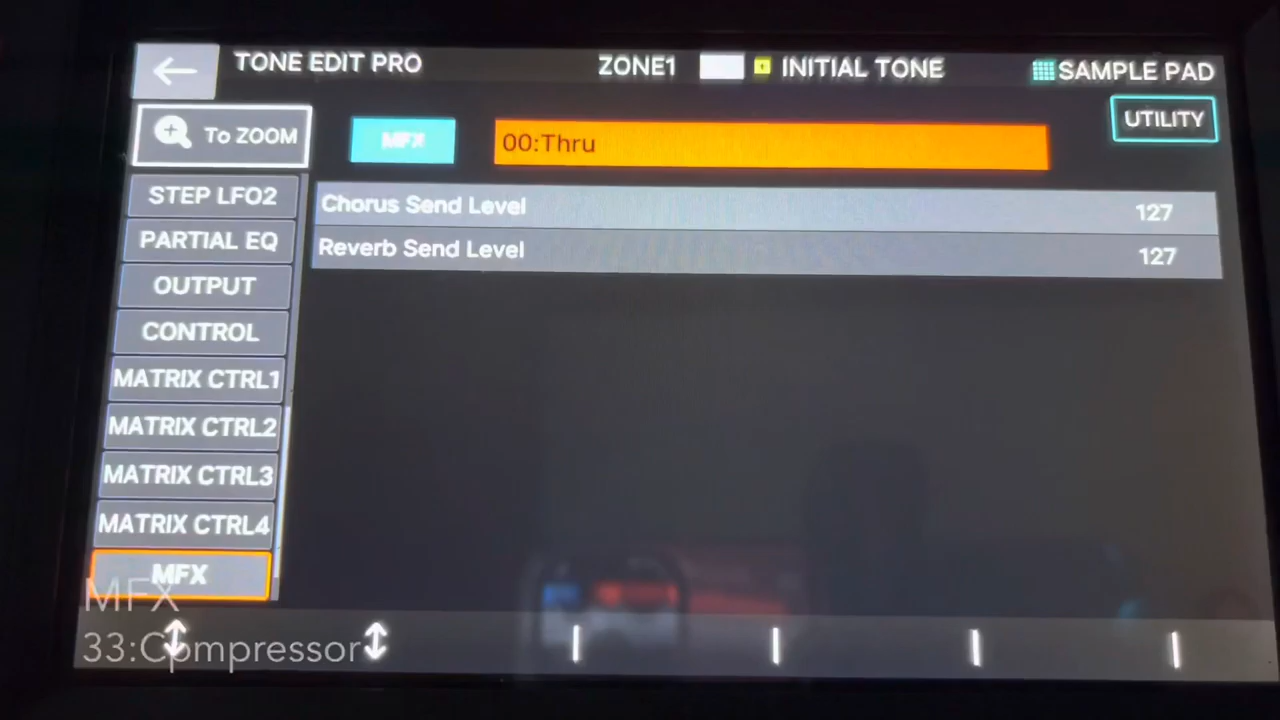 TONE EDIT PRO ZONE1 INITIAL TONE SAMPLE PAD
To ZOOM MFX 00:Thru UTILITY
STEP LFO2 Chorus Send Level 127
PARTIAL EQ Reverb Send Level 127
OUTPUT
CONTROL
MATRIX CTRL1
MATRIX CTRL2
MATRIX CTRL3
MATRIX CTRL4
MFX
MFX
33:Compressor